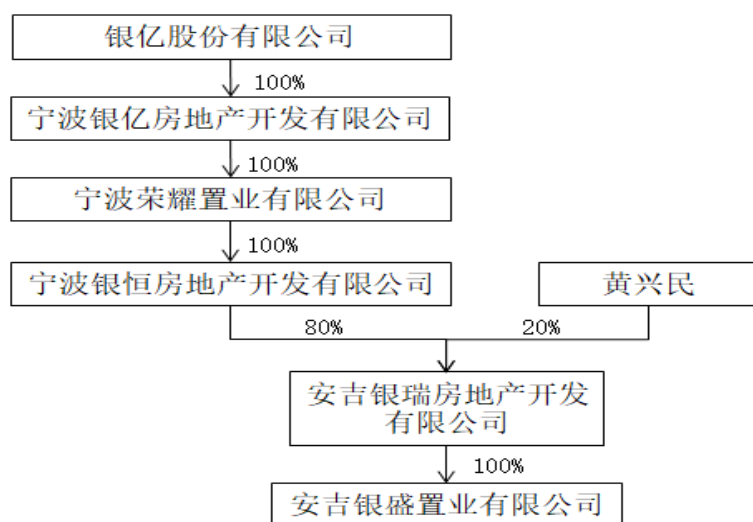 银亿股份有限公司
100%
宁波银亿房地产开发有限公司
100%
宁波荣耀置业有限公司
100%
宁波银恒房地产开发有限公司
黄兴民
80%
20%
安吉银瑞房地产开发
有限公司
100%
安吉银盛置业有限公司